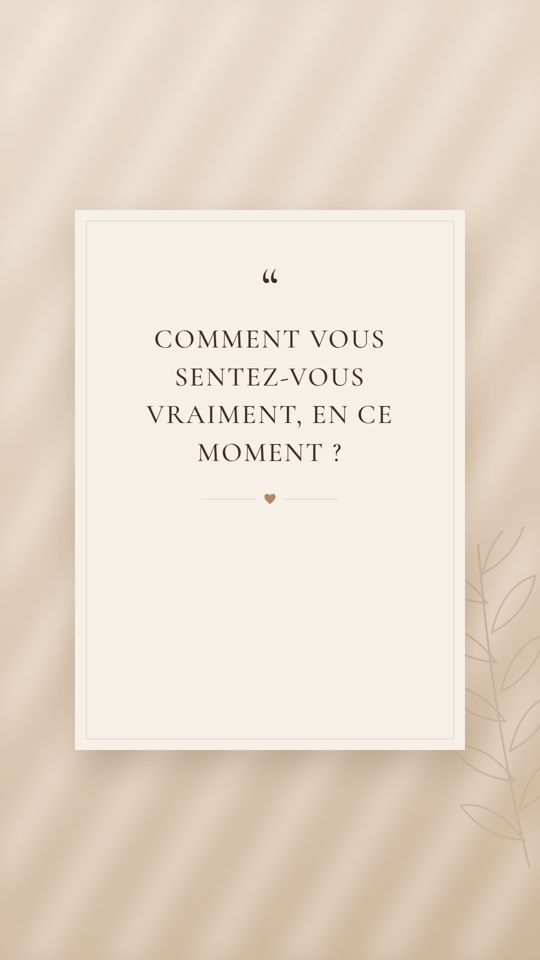 “
COMMENT VOUS
SENTEZ-VOUS
VRAIMENT, EN CE
MOMENT ?